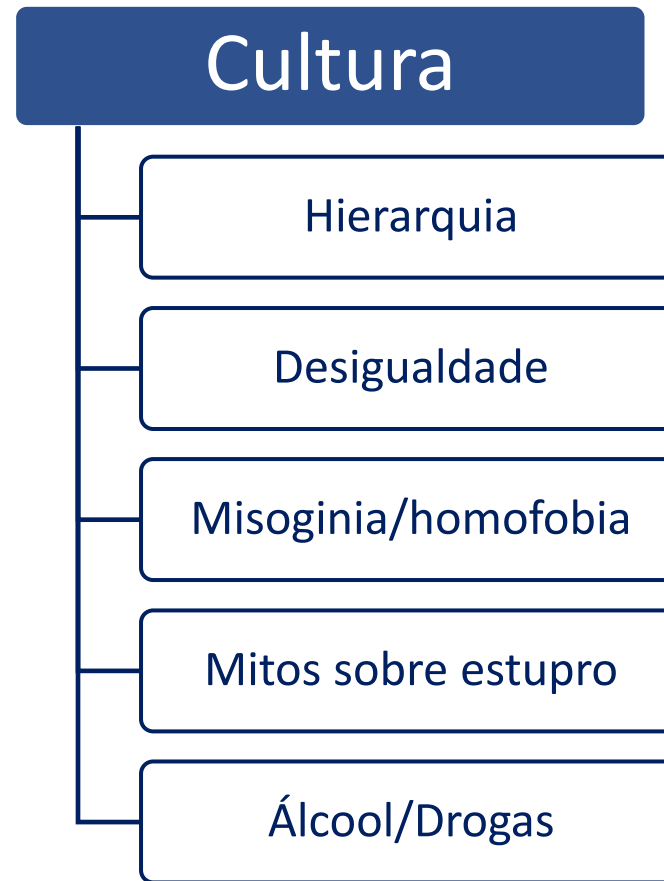 Cultura
Hierarquia
Desigualdade
Misoginia/homofobia
Mitos sobre estupro
Álcool/Drogas